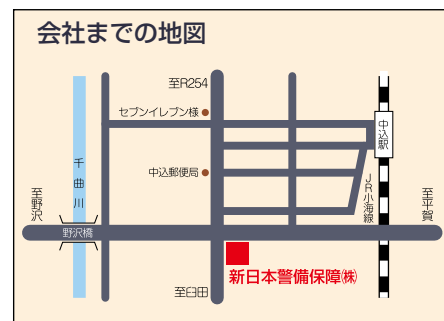 会社までの地図
至R254
セブンイレブン様
中込駅
千曲川
中込郵便局
JR小海線
至野沢
至平賀
野沢橋
新日本警備保障㈱
至臼田